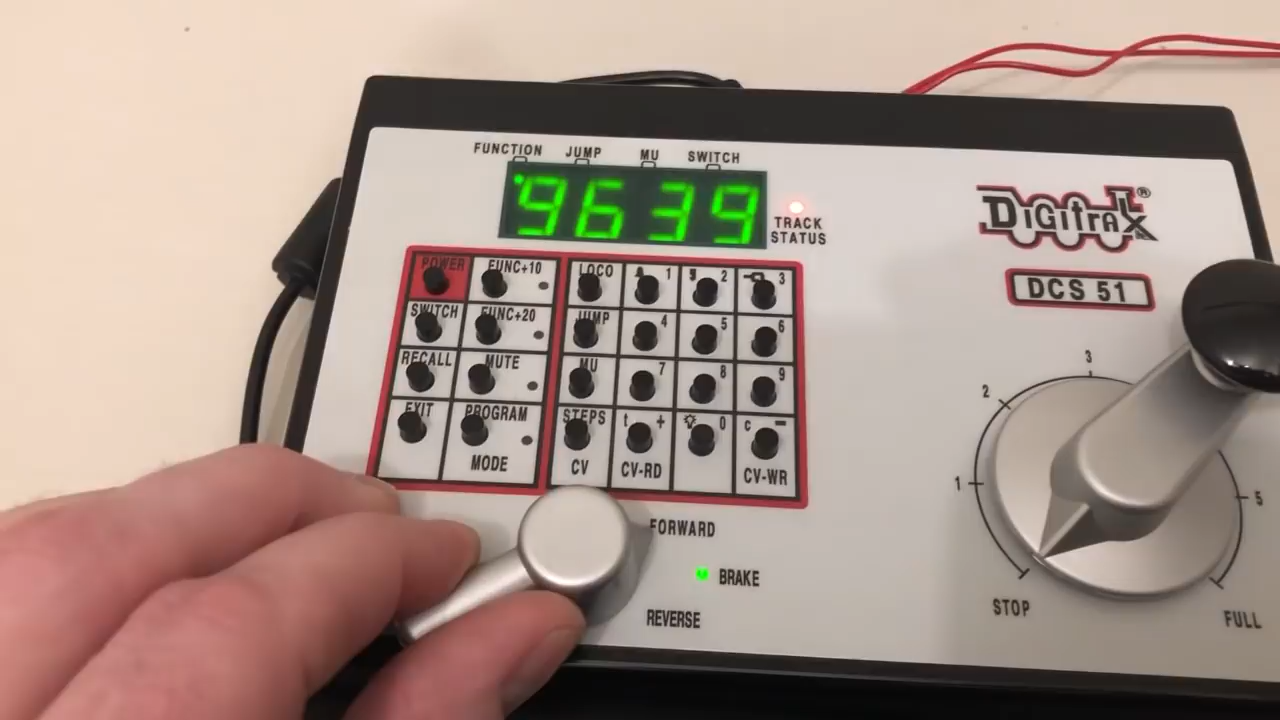 FUNCTION JUMP MU SWITCH
9639
TRACK
STATUS
DIGITRAX®
DCS 51
POWER FUNC+10 LOCO 1 2 3
SWITCH FUNC+20 JUMP 4 5 6
RECALL MUTE MU 7 8 9
EXIT PROGRAM STEPS t + 0 c -
MODE CV CV-RD CV-WR
FORWARD
BRAKE
REVERSE
3
2
1
5
STOP
FULL